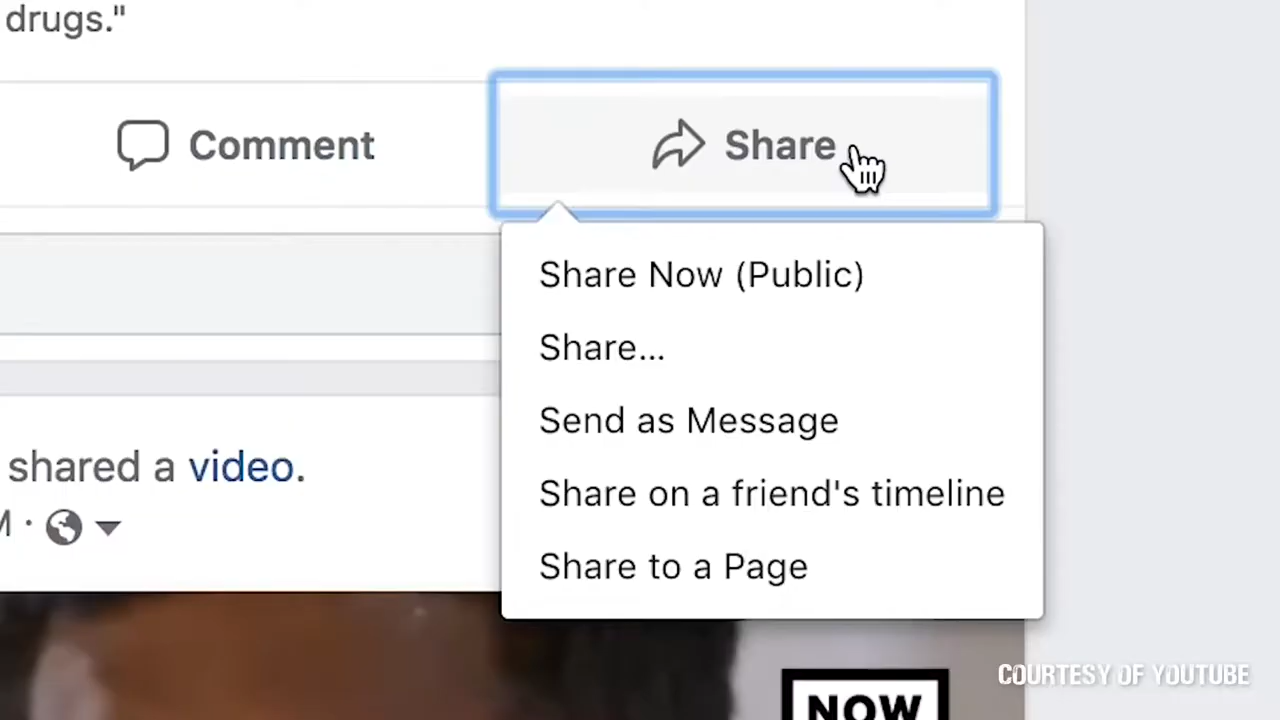 drugs."
Comment
Share
Share Now (Public)
Share...
Send as Message
Share on a friend's timeline
Share to a Page
shared a video.
M ·
NOW
COURTESY OF YOUTUBE